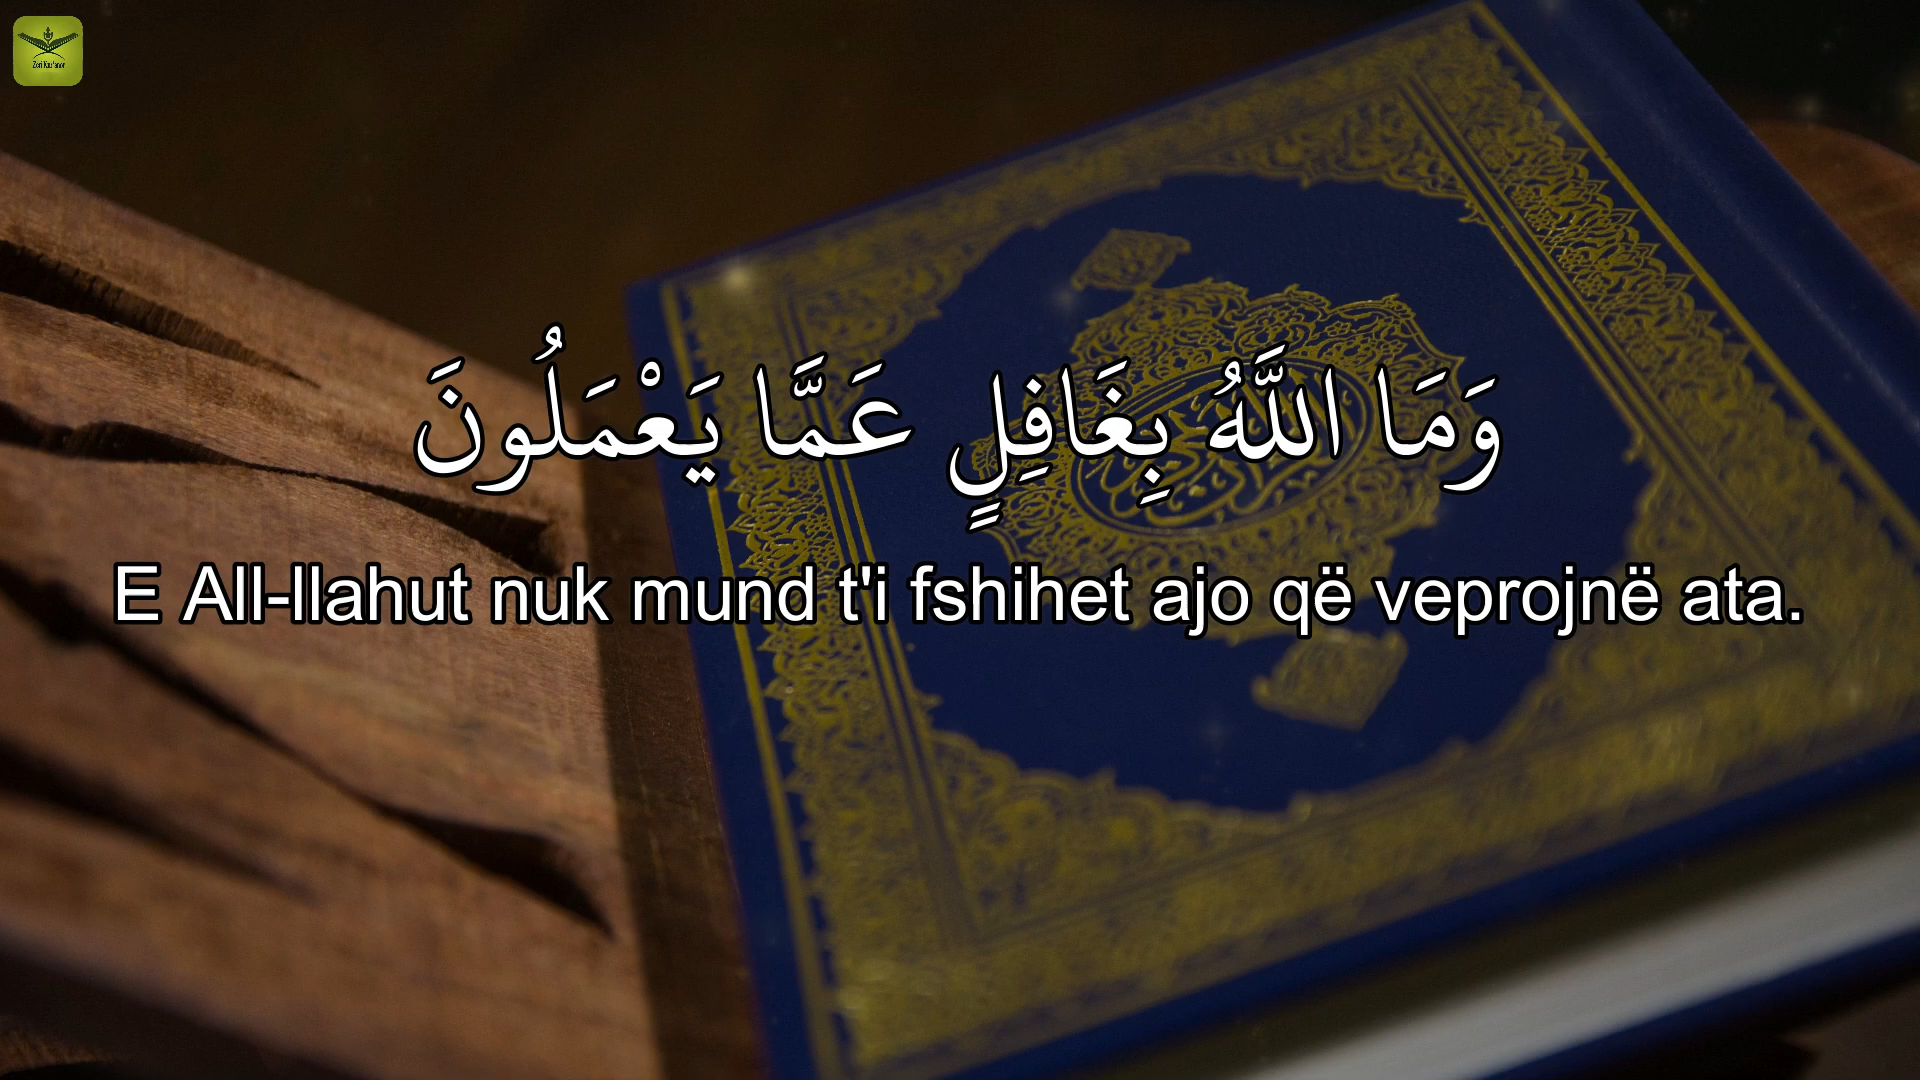 وَمَا اللَّهُ بِغَافِلٍ عَمَّا يَعْمَلُونَ
E All-llahut nuk mund t'i fshihet ajo që veprojnë ata.